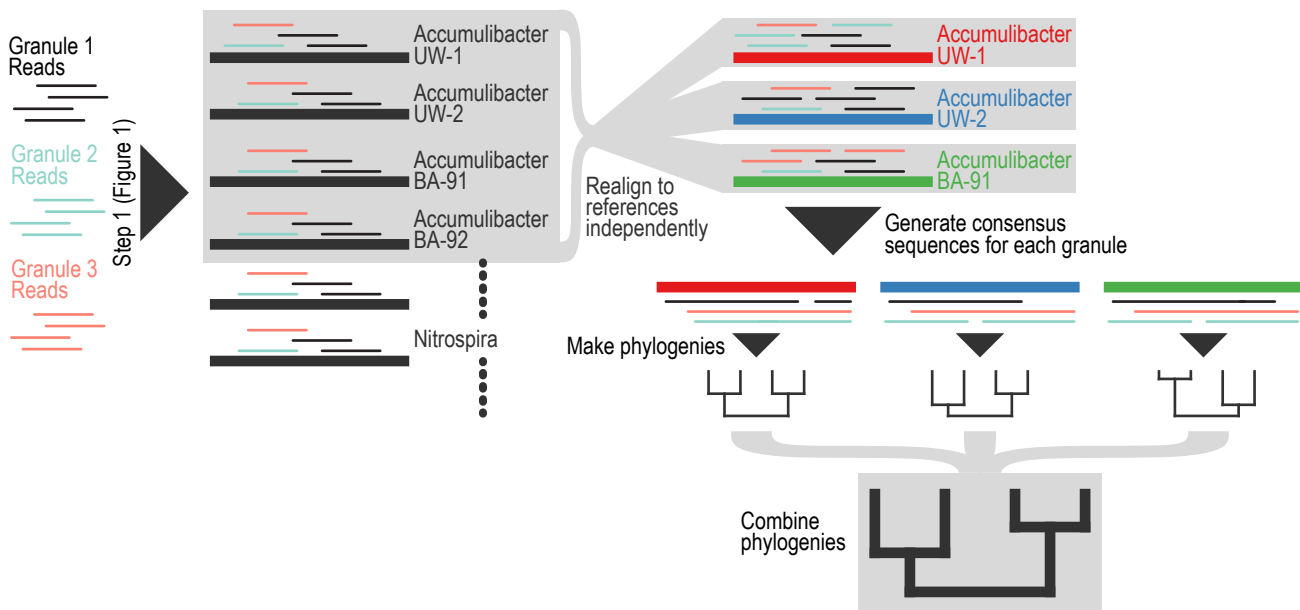 Granule 1
Reads
Granule 2
Reads
Granule 3
Reads
Step 1 (Figure 1)
Accumulibacter
UW-1
Accumulibacter
UW-2
Accumulibacter
BA-91
Accumulibacter
BA-92
Nitrospira
Realign to
references
independently
Accumulibacter
UW-1
Accumulibacter
UW-2
Accumulibacter
BA-91
Generate consensus
sequences for each granule
Make phylogenies
Combine
phylogenies